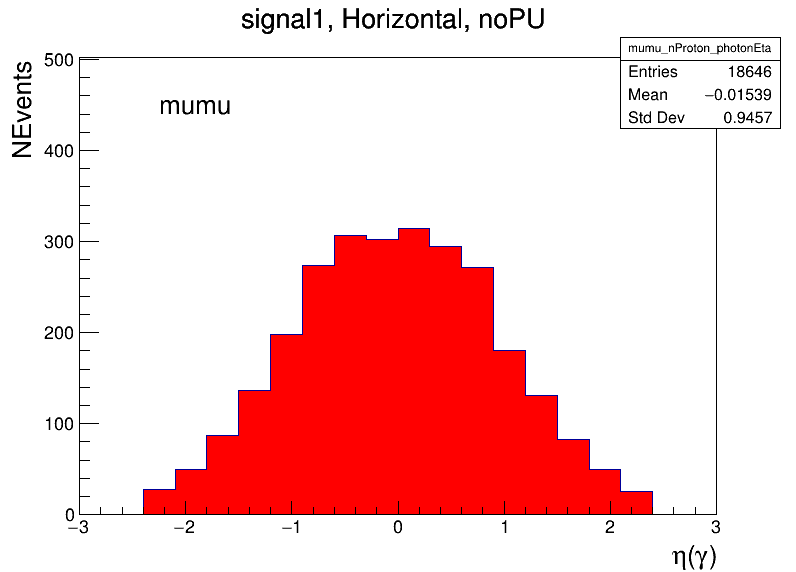 signal1, Horizontal, noPU
mumu_nProton_photonEta
Entries 18646
Mean −0.01539
Std Dev 0.9457
NEvents
mumu
500
400
300
200
100
0
−3 −2 −1 0 1 2 3
η(γ)